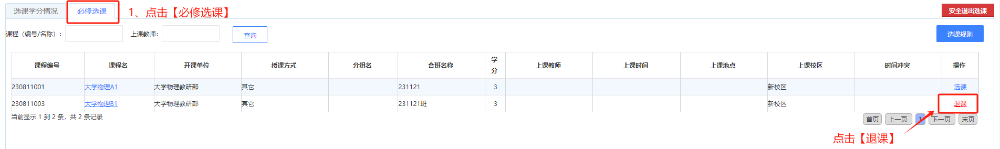 选课学分情况 必修选课 1、点击【必修选课】 安全退出选课
课程（编号/名称）： 上课教师： 查询 选课规则
课程编号 课程名 开课单位 授课方式 分组名 合班名称 学分 上课教师 上课时间 上课地点 上课校区 时间冲突 操作
230811001 大学物理A1 大学物理教研部 其它 231121 3 新校区 选课
230811003 大学物理B1 大学物理教研部 其它 231121班 3 新校区 退课
当前显示 1 到 2 条，共 2 条记录 首页 上一页 1 下一页 末页
点击【退课】